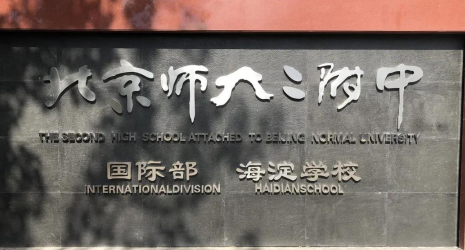 北京师大二附中
THE SECOND HIGH SCHOOL ATTACHED TO BEIJING NORMAL UNIVERSITY
国际部 海淀学校
INTERNATIONALDIVISION HAIDIANSCHOOL